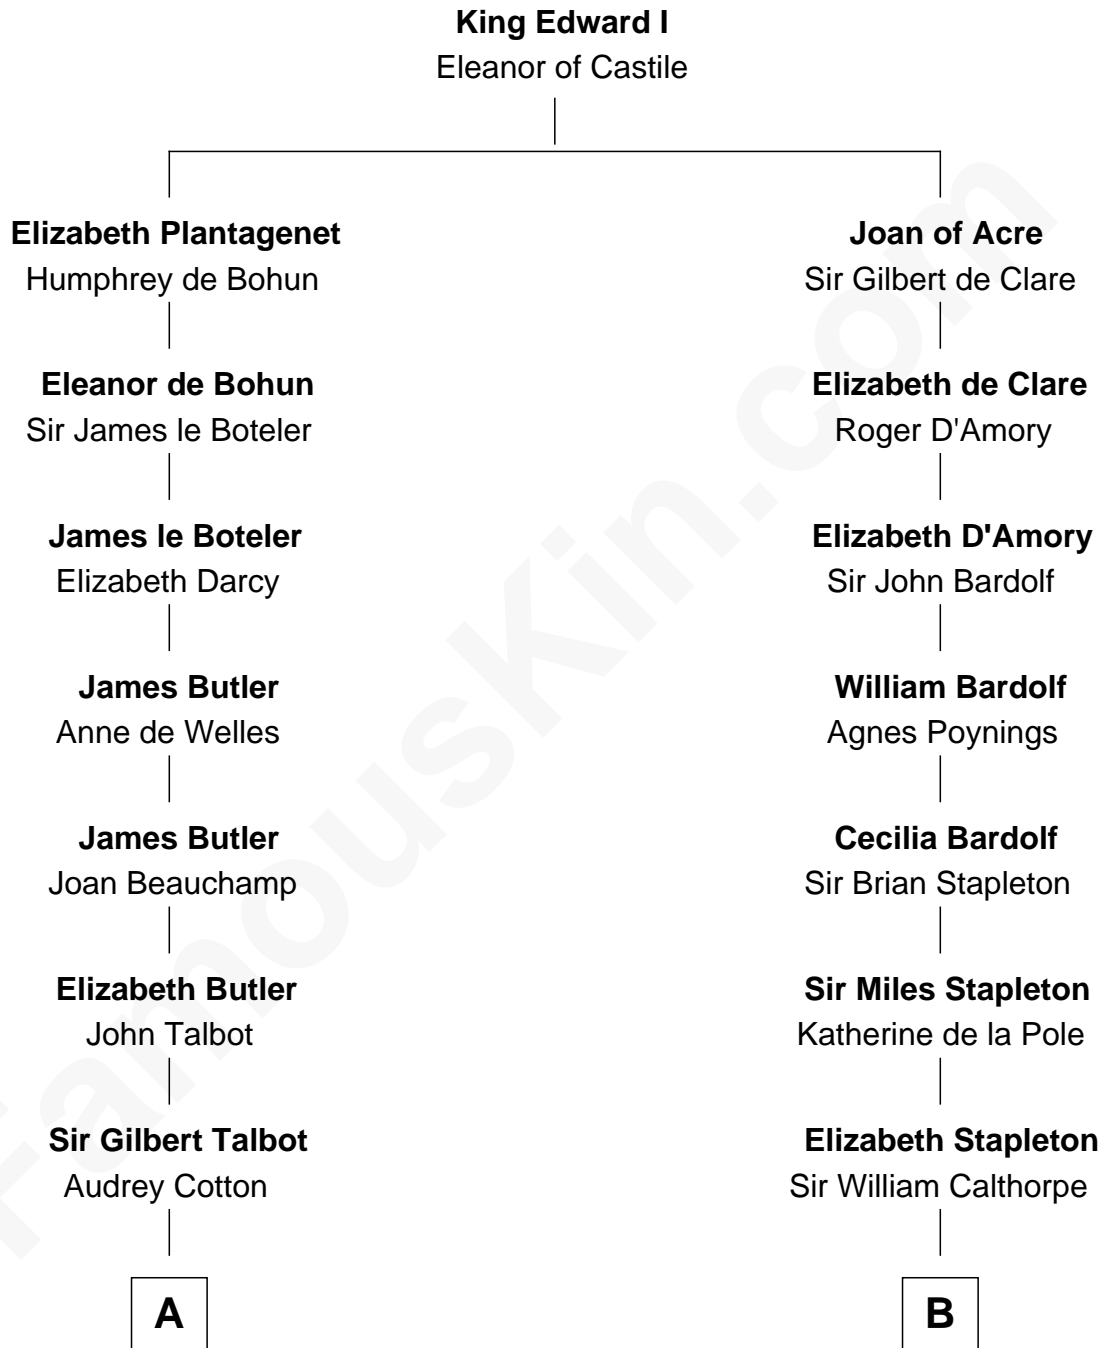 King Edward I
Eleanor of Castile
Elizabeth Plantagenet
Humphrey de Bohun
Joan of Acre
Sir Gilbert de Clare
Eleanor de Bohun
Sir James le Boteler
Elizabeth de Clare
Roger D'Amory
James le Boteler
Elizabeth Darcy
Elizabeth D'Amory
Sir John Bardolf
James Butler
Anne de Welles
William Bardolf
Agnes Poynings
James Butler
Joan Beauchamp
Cecilia Bardolf
Sir Brian Stapleton
Elizabeth Butler
John Talbot
Sir Miles Stapleton
Katherine de la Pole
Sir Gilbert Talbot
Audrey Cotton
Elizabeth Stapleton
Sir William Calthorpe
A
B
FamousKin.com